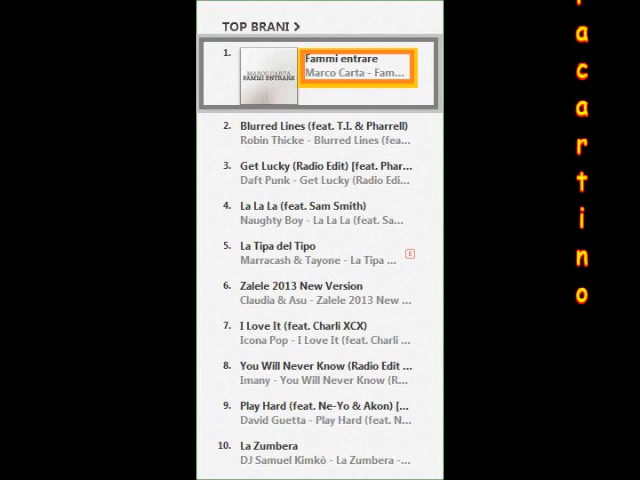 TOP BRANI >
1.
MARCO CARTA
FAMMI ENTRARE
Fammi entrare
Marco Carta - Fam...
2. Blurred Lines (feat. T.I. & Pharrell)
Robin Thicke - Blurred Lines (fea...
3. Get Lucky (Radio Edit) [feat. Phar...
Daft Punk - Get Lucky (Radio Edi...
4. La La La (feat. Sam Smith)
Naughty Boy - La La La (feat. Sa...
5. La Tipa del Tipo
Marracash & Tayone - La Tipa ...
6. Zalele 2013 New Version
Claudia & Asu - Zalele 2013 New ...
7. I Love It (feat. Charli XCX)
Icona Pop - I Love It (feat. Charli ...
8. You Will Never Know (Radio Edit ...
Imany - You Will Never Know (R...
9. Play Hard (feat. Ne-Yo & Akon) [...
David Guetta - Play Hard (feat. N...
10. La Zumbera
DJ Samuel Kimkò - La Zumbera -...
acartino